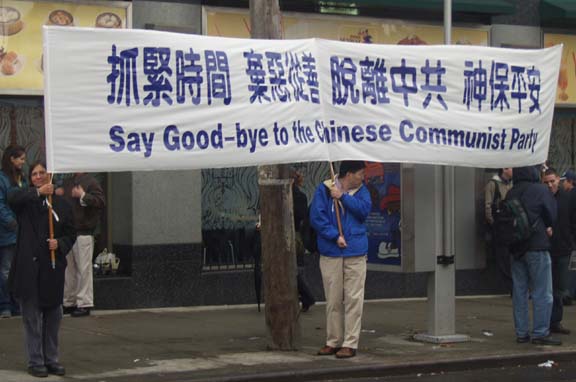 抓緊時間 棄惡從善 脫離中共 神保平安
Say Good-bye to the Chinese Communist Party